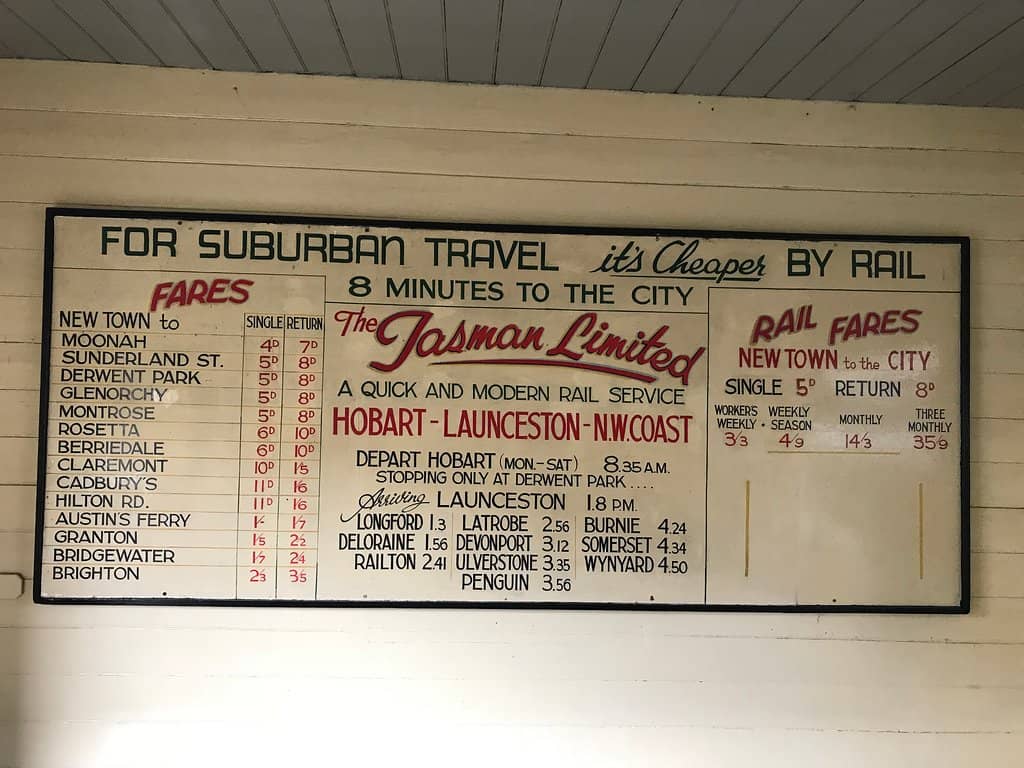 FOR SUBURBAN TRAVEL it's Cheaper BY RAIL
FARES
NEW TOWN to SINGLE RETURN
MOONAH 4D 7D
SUNDERLAND ST. 5D 8D
DERWENT PARK 5D 8D
GLENORCHY 5D 8D
MONTROSE 5D 8D
ROSETTA 6D 10D
BERRIEDALE 6D 10D
CLAREMONT 10D 1/5
CADBURY'S 11D 1/6
HILTON RD. 11D 1/6
AUSTIN'S FERRY 1/- 1/7
GRANTON 1/5 2/2
BRIDGEWATER 1/7 2/4
BRIGHTON 2/3 3/5
8 MINUTES TO THE CITY
The Tasman Limited
A QUICK AND MODERN RAIL SERVICE
HOBART - LAUNCESTON - N.W. COAST
DEPART HOBART (MON.-SAT) 8.35 A.M.
STOPPING ONLY AT DERWENT PARK ....
Arriving LAUNCESTON 1.8 P.M.
LONGFORD 1.3 LATROBE 2.56 BURNIE 4.24
DELORAINE 1.56 DEVONPORT 3.12 SOMERSET 4.34
RAILTON 2.41 ULVERSTONE 3.35 WYNYARD 4.50
PENGUIN 3.56
RAIL FARES
NEW TOWN to the CITY
SINGLE 5D RETURN 8D
WORKER'S WEEKLY WEEKLY SEASON MONTHLY THREE MONTHLY
3/3 4/9 14/3 35/9